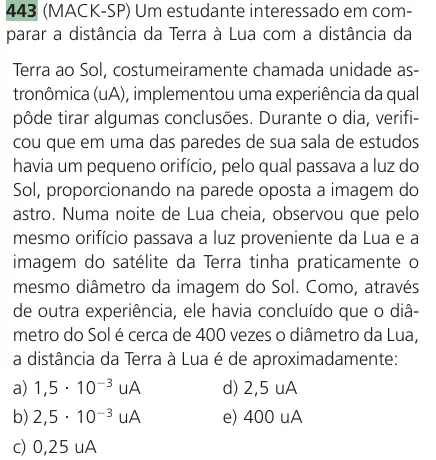 443 (MACK-SP) Um estudante interessado em com-
parar a distância da Terra à Lua com a distância da
Terra ao Sol, costumeiramente chamada unidade as-
tronômica (uA), implementou uma experiência da qual
pôde tirar algumas conclusões. Durante o dia, verifi-
cou que em uma das paredes de sua sala de estudos
havia um pequeno orifício, pelo qual passava a luz do
Sol, proporcionando na parede oposta a imagem do
astro. Numa noite de Lua cheia, observou que pelo
mesmo orifício passava a luz proveniente da Lua e a
imagem do satélite da Terra tinha praticamente o
mesmo diâmetro da imagem do Sol. Como, através
de outra experiência, ele havia concluído que o diâ-
metro do Sol é cerca de 400 vezes o diâmetro da Lua,
a distância da Terra à Lua é de aproximadamente:
a) 1,5 · 10⁻³ uA d) 2,5 uA
b) 2,5 · 10⁻³ uA e) 400 uA
c) 0,25 uA